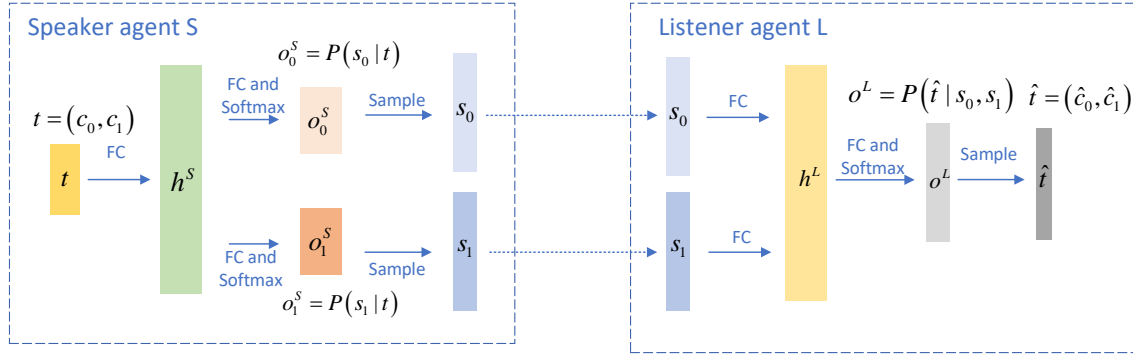 Speaker agent S
t = (c_0, c_1)
FC
t
h^S
FC and
Softmax
o_0^S = P(s_0 | t)
o_0^S
Sample
s_0
FC and
Softmax
o_1^S
o_1^S = P(s_1 | t)
Sample
s_1
Listener agent L
s_0
FC
s_1
FC
h^L
FC and
Softmax
o^L = P(t̂ | s_0, s_1)
o^L
Sample
t̂ = (ĉ_0, ĉ_1)
t̂